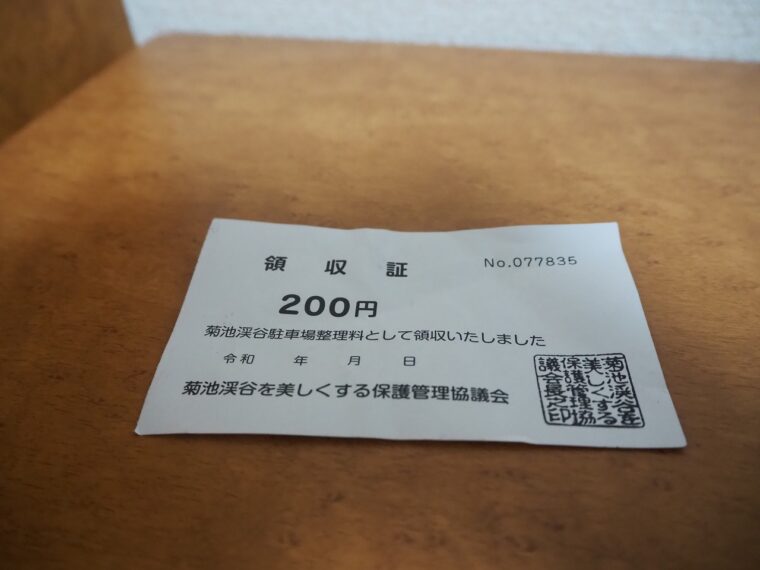 領収証
No.077835
200円
菊池渓谷駐車場整理料として領収いたしました
令和 年 月 日
菊池渓谷を美しくする保護管理協議会
菊池渓谷を
美しくする
保護管理協
議会長之印